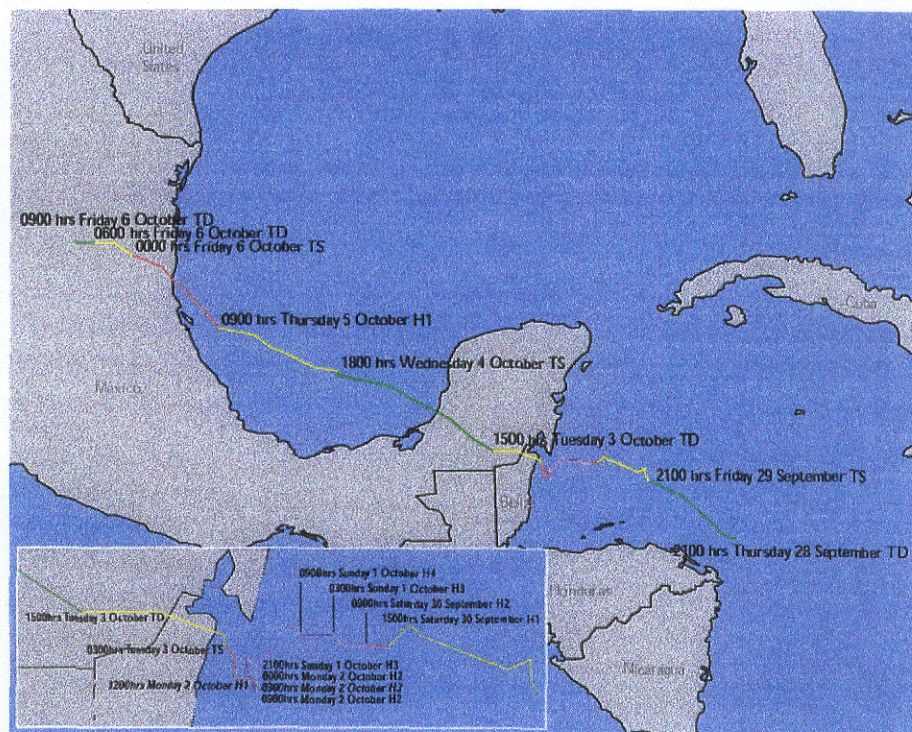 United
States
0900 hrs Friday 6 October TD
0600 hrs Friday 6 October TD
0000 hrs Friday 6 October TS
Cuba
0900 hrs Thursday 5 October H1
1800 hrs Wednesday 4 October TS
Mexico
1500 hrs Tuesday 3 October TD
2100 hrs Friday 29 September TS
Belize
2100 hrs Thursday 28 September TD
Honduras
Nicaragua
0900hrs Sunday 1 October H4
0300hrs Sunday 1 October H3
1500hrs Saturday 30 September H1
1500hrs Tuesday 3 October TD
0300hrs Tuesday 3 October TS
2100hrs Sunday 1 October H3
0000hrs Monday 2 October H2
1200hrs Monday 2 October H1
0300hrs Monday 2 October H2
0900hrs Monday 2 October H2